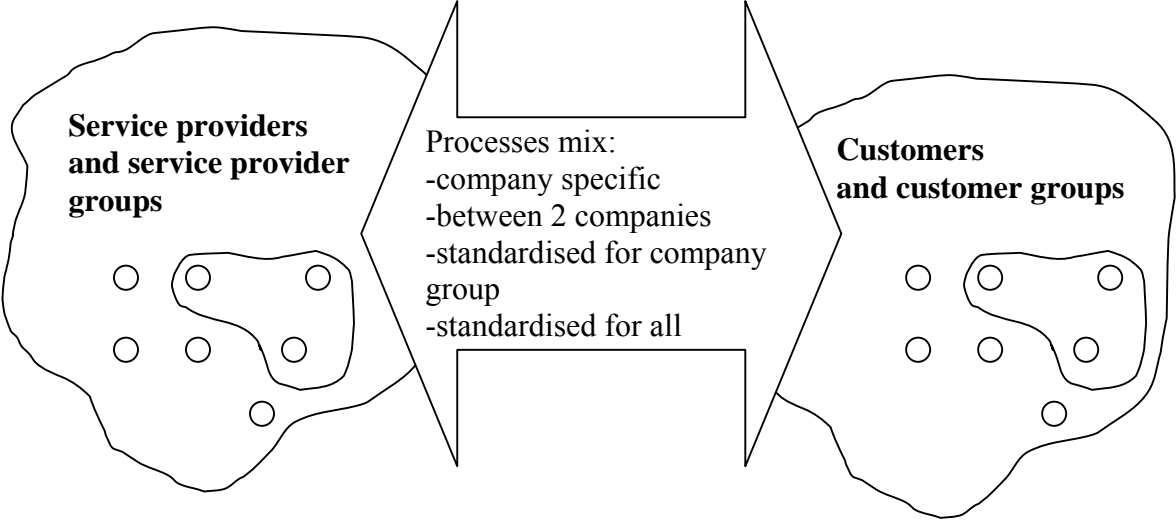 Service providers
and service provider
groups
Processes mix:
-company specific
-between 2 companies
-standardised for company
group
-standardised for all
Customers
and customer groups